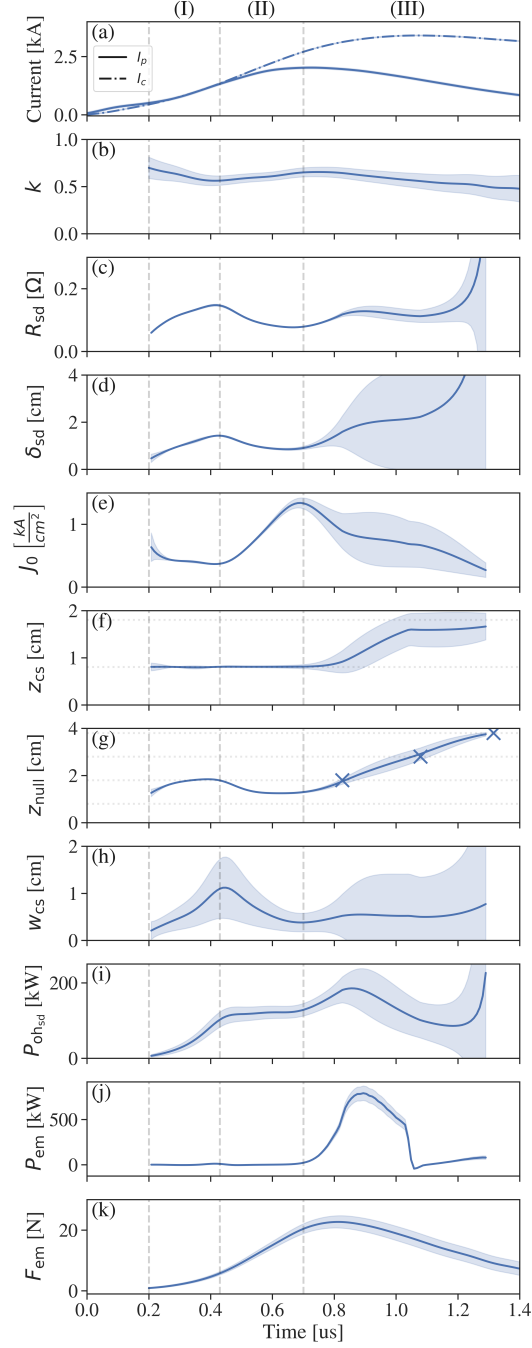 (I) (II) (III)
(a)
Current [kA]
2.5
0.0
I_p
I_c
(b)
k
1.0
0.5
0.0
(c)
R_sd [Ω]
0.2
0.0
(d)
δ_sd [cm]
4
2
0
(e)
J_0 [kA/cm^2]
1
0
(f)
z_cs [cm]
2
1
0
(g)
z_null [cm]
4
2
0
(h)
w_cs [cm]
2
1
0
(i)
P_oh_sd [kW]
200
0
(j)
P_em [kW]
500
0
(k)
F_em [N]
20
0
0.0 0.2 0.4 0.6 0.8 1.0 1.2 1.4
Time [us]